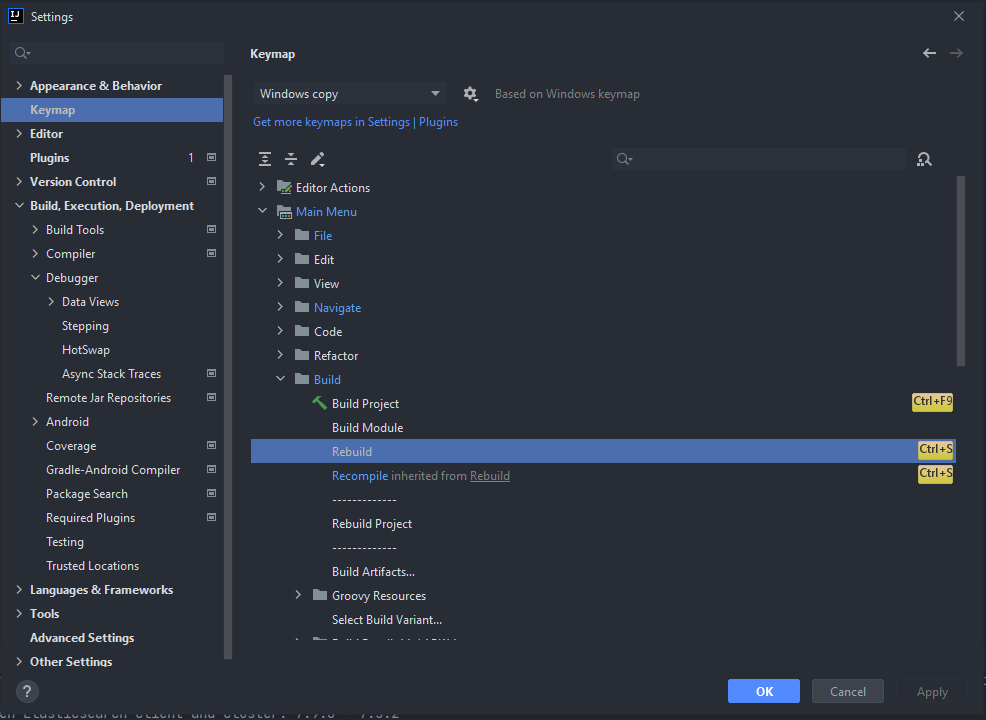 IJ Settings
Keymap
Appearance & Behavior
Keymap
Editor
Plugins 1
Version Control
Build, Execution, Deployment
Build Tools
Compiler
Debugger
Data Views
Stepping
HotSwap
Async Stack Traces
Remote Jar Repositories
Android
Coverage
Gradle-Android Compiler
Package Search
Required Plugins
Testing
Trusted Locations
Languages & Frameworks
Tools
Advanced Settings
Other Settings
Windows copy Based on Windows keymap
Get more keymaps in Settings | Plugins
Editor Actions
Main Menu
File
Edit
View
Navigate
Code
Refactor
Build
Build Project Ctrl+F9
Build Module
Rebuild Ctrl+S
Recompile inherited from Rebuild Ctrl+S
-------------
Rebuild Project
-------------
Build Artifacts...
Groovy Resources
Select Build Variant...
? OK Cancel Apply